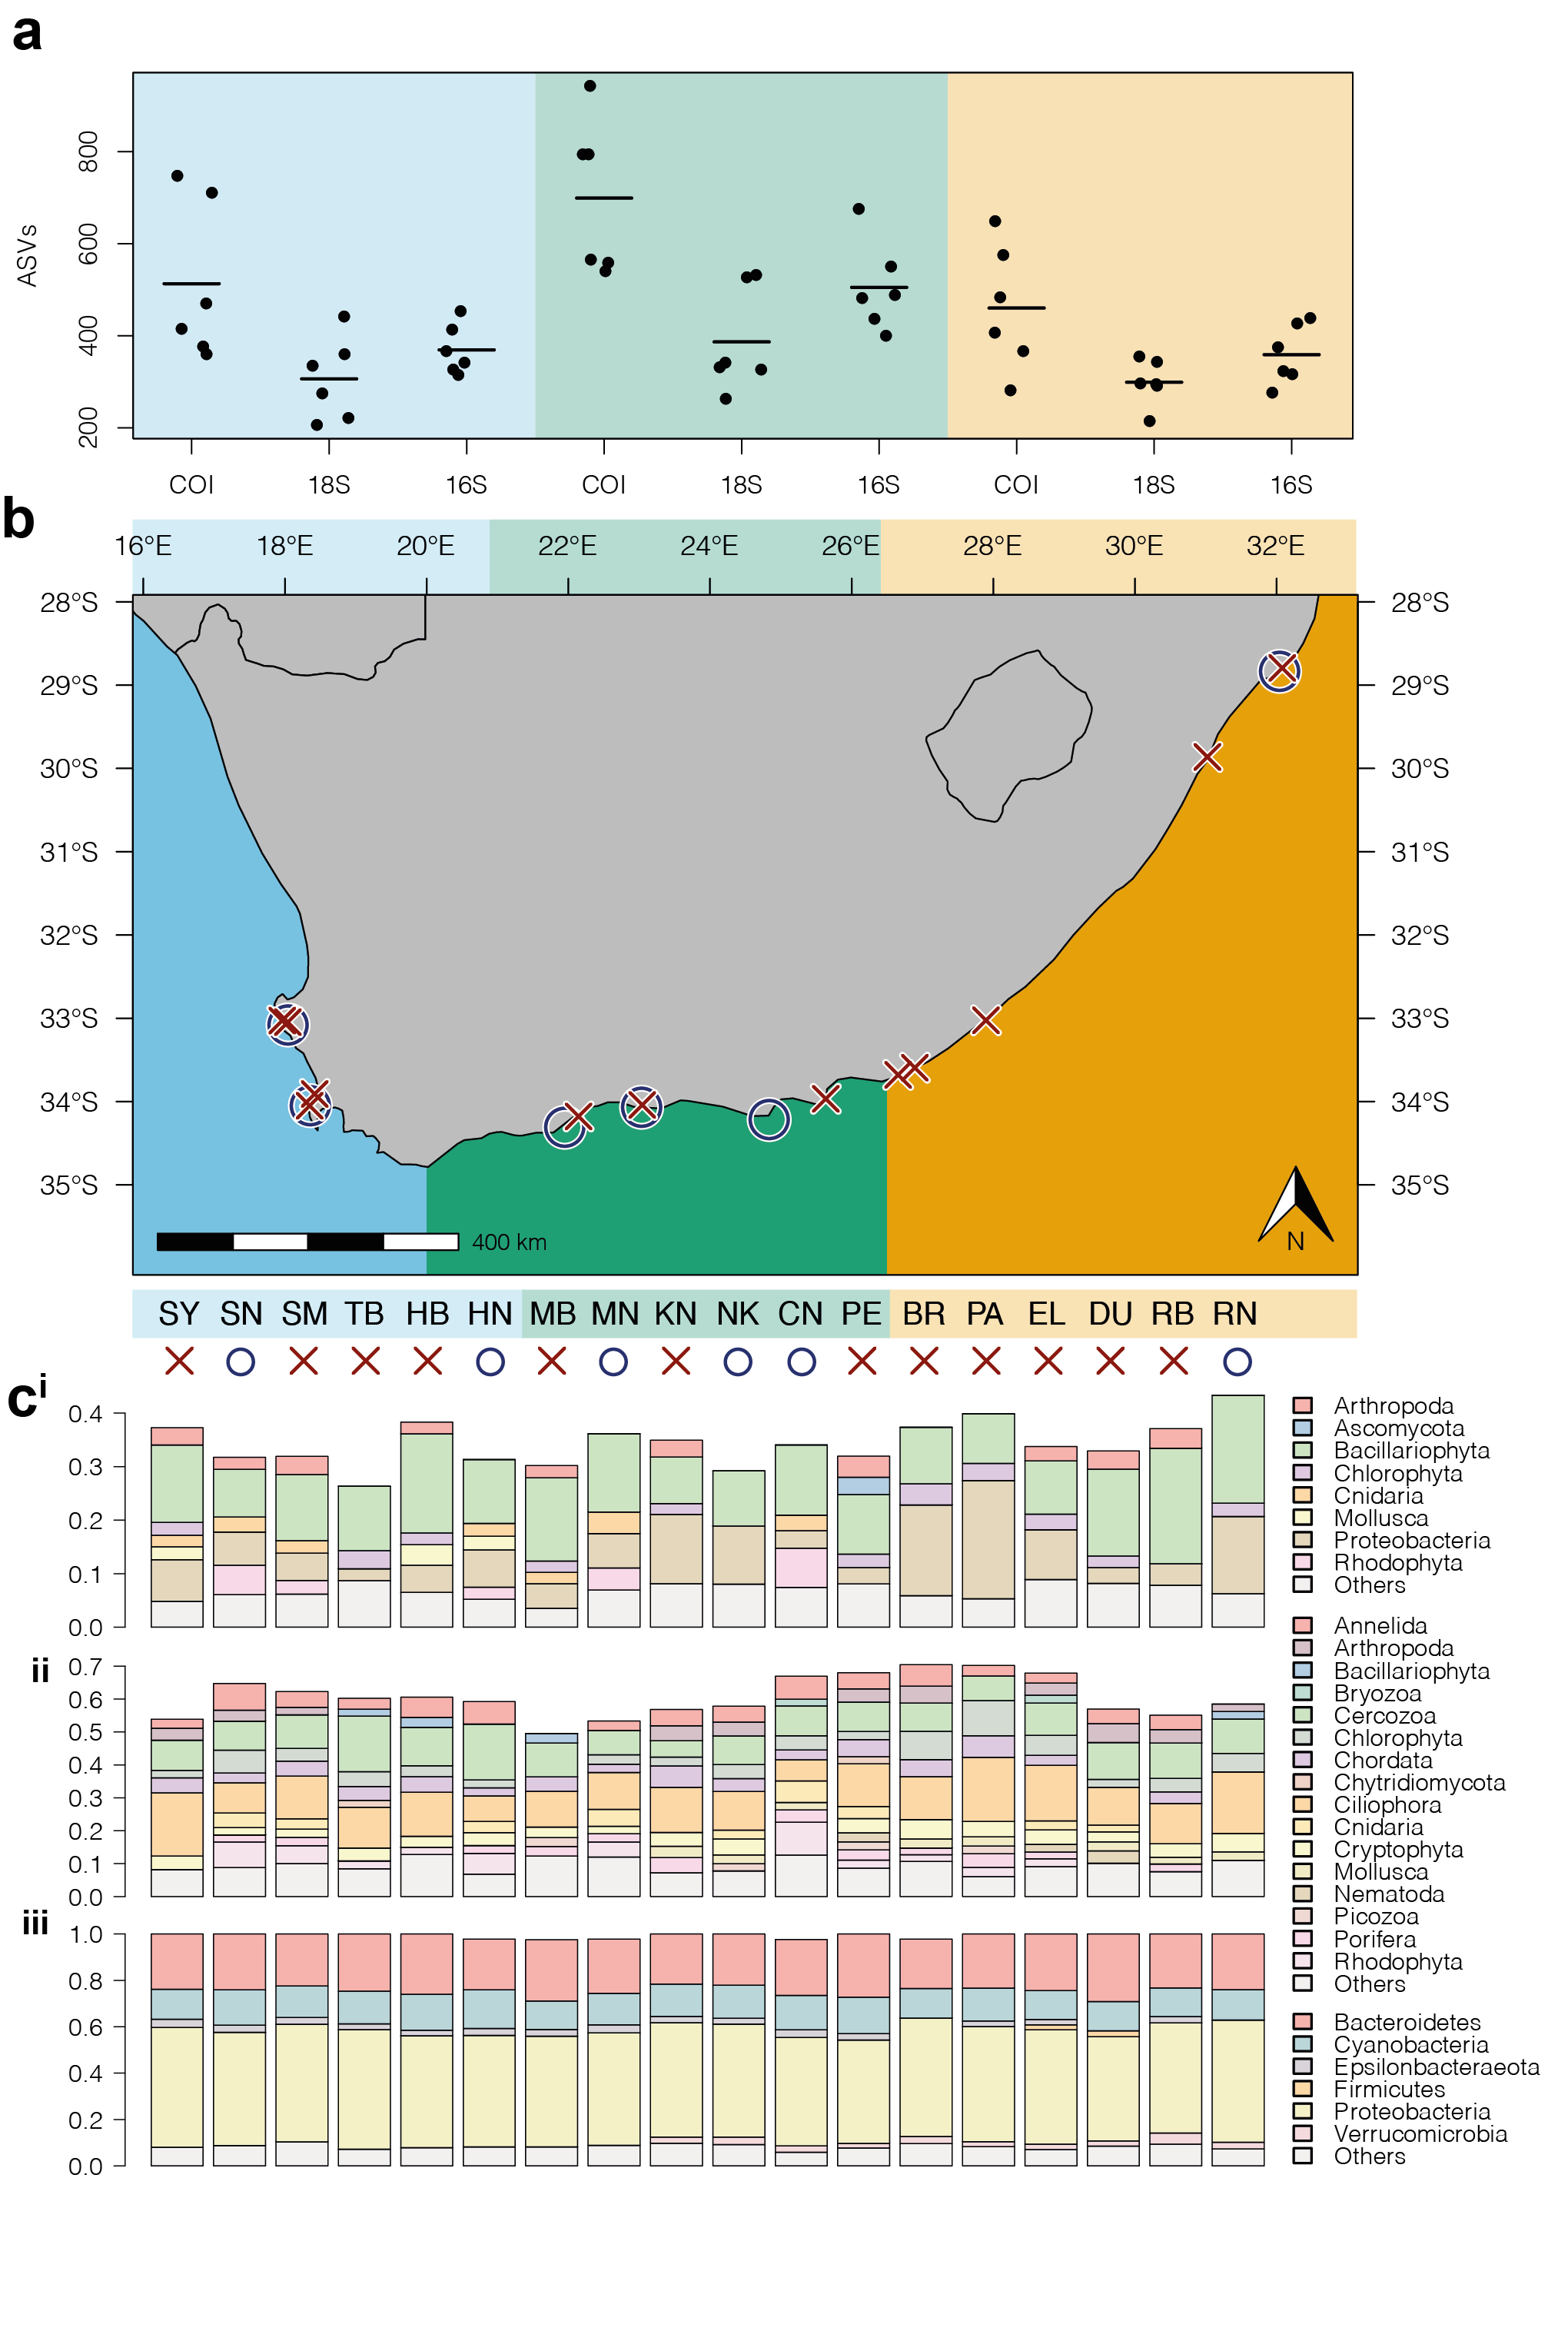 a
800
600
400
200
ASVs
COI 18S 16S COI 18S 16S COI 18S 16S
b
16°E 18°E 20°E 22°E 24°E 26°E 28°E 30°E 32°E
28°S 28°S
29°S 29°S
30°S 30°S
31°S 31°S
32°S 32°S
33°S 33°S
34°S 34°S
35°S 35°S
400 km
N
SY SN SM TB HB HN MB MN KN NK CN PE BR PA EL DU RB RN
c
i
0.4
0.3
0.2
0.1
0.0
Arthropoda
Ascomycota
Bacillariophyta
Chlorophyta
Cnidaria
Mollusca
Proteobacteria
Rhodophyta
Others
ii
0.7
0.6
0.5
0.4
0.3
0.2
0.1
0.0
Annelida
Arthropoda
Bacillariophyta
Bryozoa
Cercozoa
Chlorophyta
Chordata
Chytridiomycota
Ciliophora
Cnidaria
Cryptophyta
Mollusca
Nematoda
Picozoa
Porifera
Rhodophyta
Others
iii
1.0
0.8
0.6
0.4
0.2
0.0
Bacteroidetes
Cyanobacteria
Epsilonbacteraeota
Firmicutes
Proteobacteria
Verrucomicrobia
Others